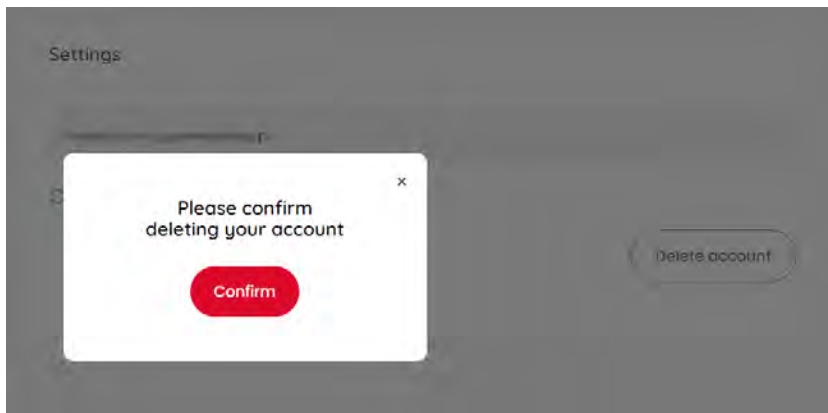 Settings
×
Please confirm
deleting your account
Delete account
Confirm